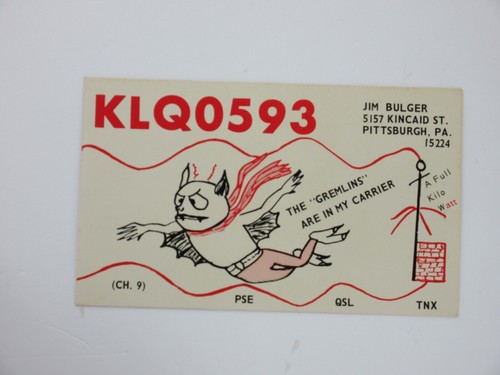 KLQ0593
JIM BULGER
5157 KINCAID ST.
PITTSBURGH, PA.
15224
THE "GREMLINS"
ARE IN MY CARRIER
A Full
Kilo
Watt
(CH. 9)
PSE
QSL
TNX